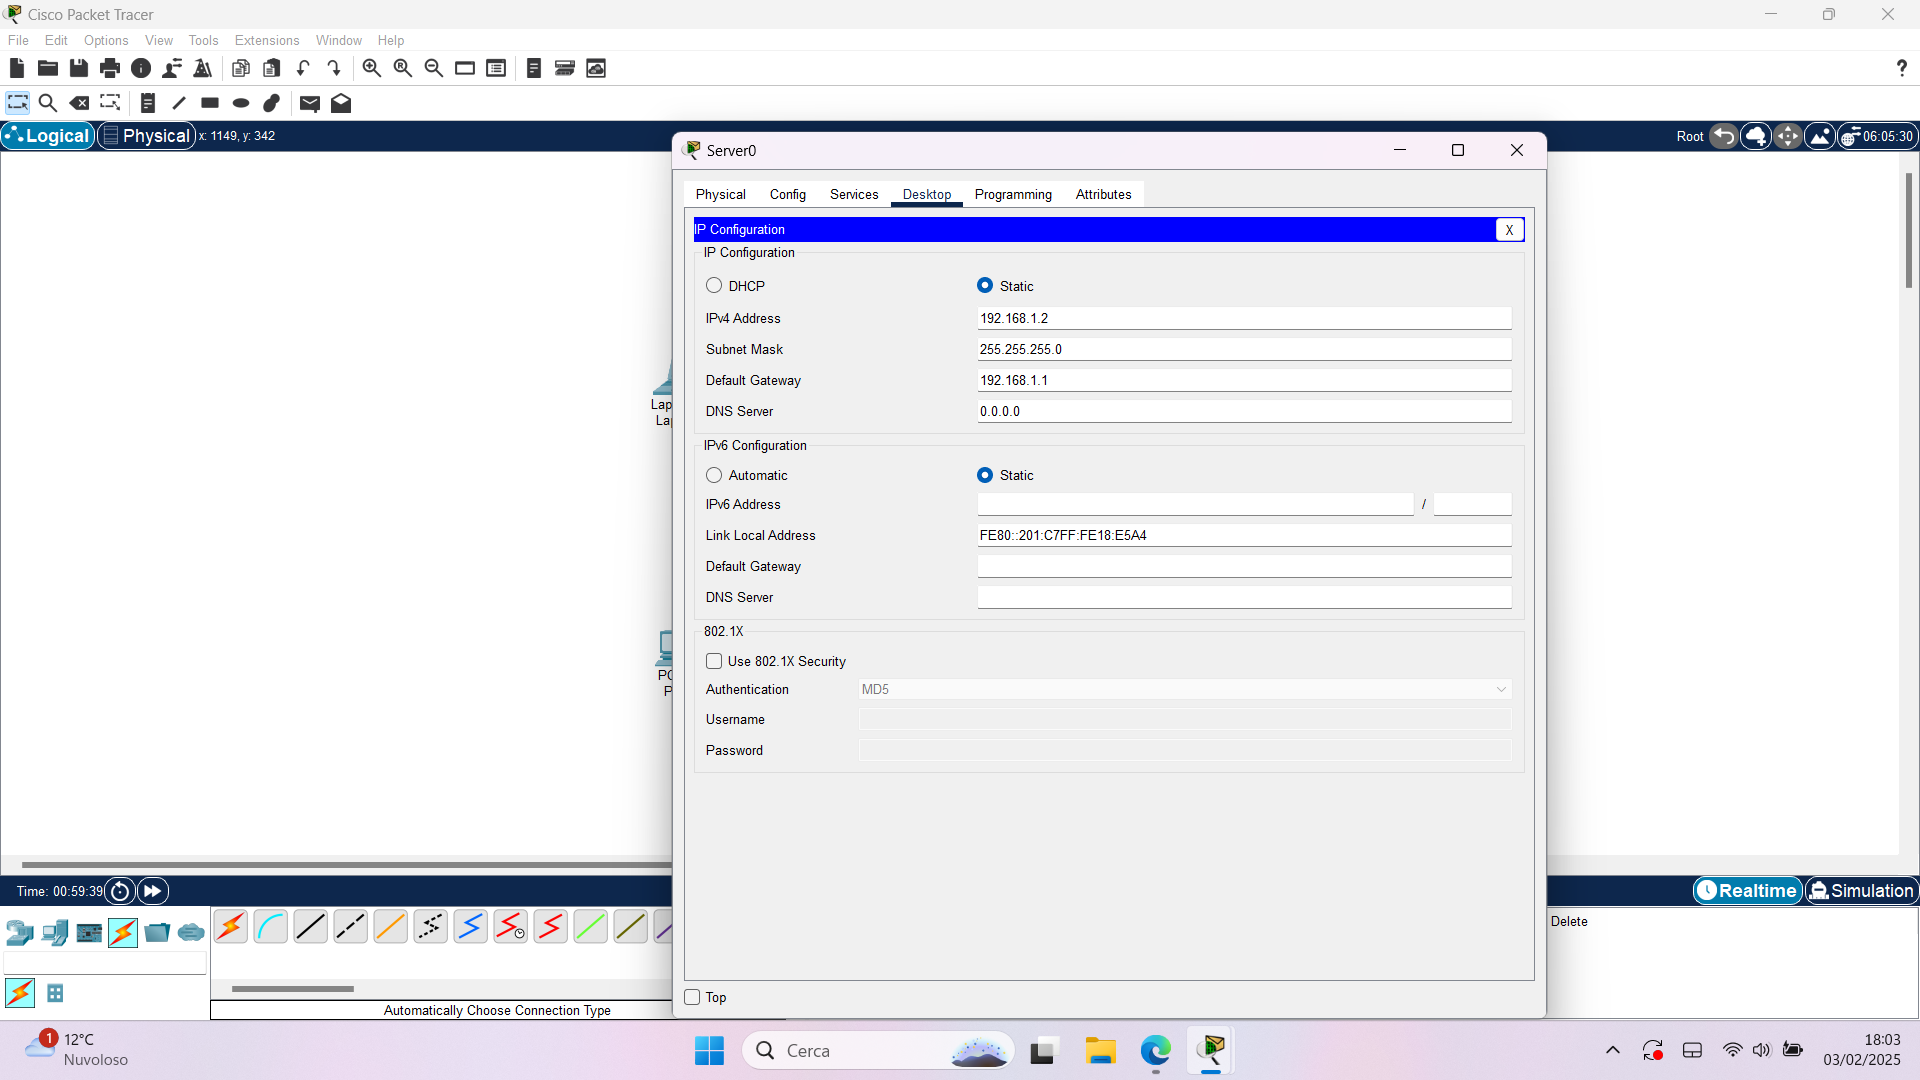 Cisco Packet Tracer
File Edit Options View Tools Extensions Window Help
?
Logical Physical x: 1149, y: 342
Root 06:05:30
Server0
Physical Config Services Desktop Programming Attributes
IP Configuration X
IP Configuration
DHCP Static
IPv4 Address 192.168.1.2
Subnet Mask 255.255.255.0
Default Gateway 192.168.1.1
DNS Server 0.0.0.0
IPv6 Configuration
Automatic Static
IPv6 Address /
Link Local Address FE80::201:C7FF:FE18:E5A4
Default Gateway
DNS Server
802.1X
Use 802.1X Security
Authentication MD5
Username
Password
Top
Lap
La
PC
P
Time: 00:59:39
Realtime Simulation
Automatically Choose Connection Type
Delete
1
12°C
Nuvoloso
Cerca
18:03
03/02/2025